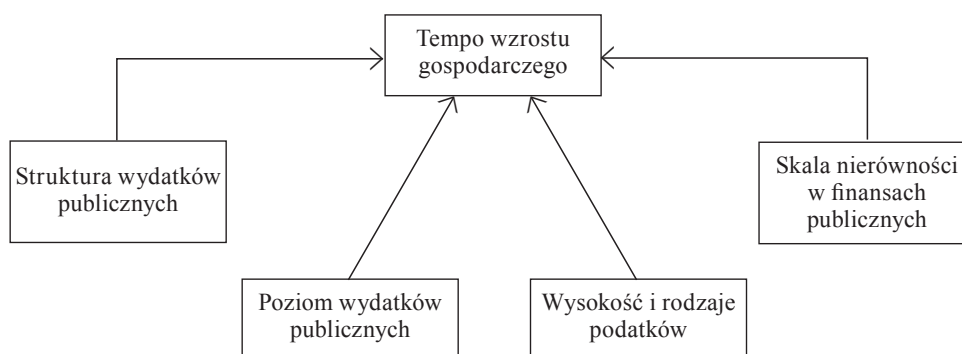 Tempo wzrostu
gospodarczego
Struktura wydatków
publicznych
Skala nierówności
w finansach
publicznych
Poziom wydatków
publicznych
Wysokość i rodzaje
podatków